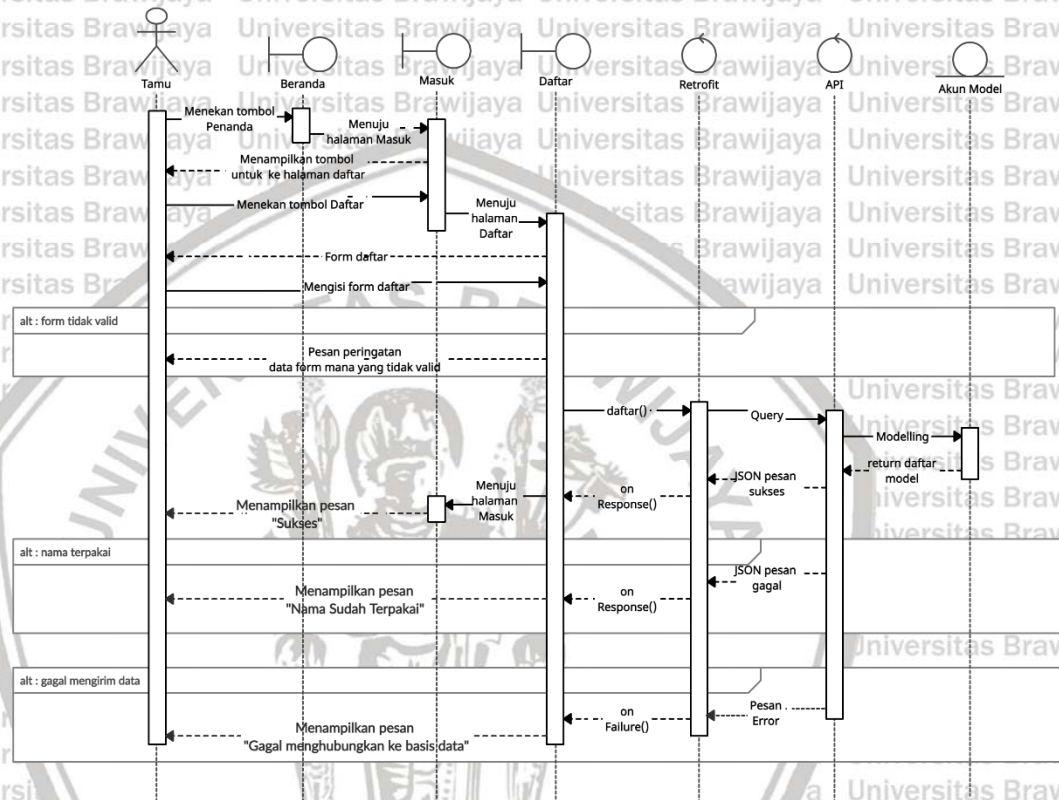 Tamu
Beranda
Masuk
Daftar
Retrofit
API
Akun Model
Menekan tombol
Penanda
Menuju
halaman Masuk
Menampilkan tombol
untuk ke halaman daftar
Menekan tombol Daftar
Menuju
halaman
Daftar
Form daftar
Mengisi form daftar
alt : form tidak valid
Pesan peringatan
data form mana yang tidak valid
daftar()
Query
Modelling
return daftar
model
JSON pesan
sukses
on
Response()
Menuju
halaman
Masuk
Menampilkan pesan
"Sukses"
alt : nama terpakai
JSON pesan
gagal
on
Response()
Menampilkan pesan
"Nama Sudah Terpakai"
alt : gagal mengirim data
Pesan
Error
on
Failure()
Menampilkan pesan
"Gagal menghubungkan ke basis data"